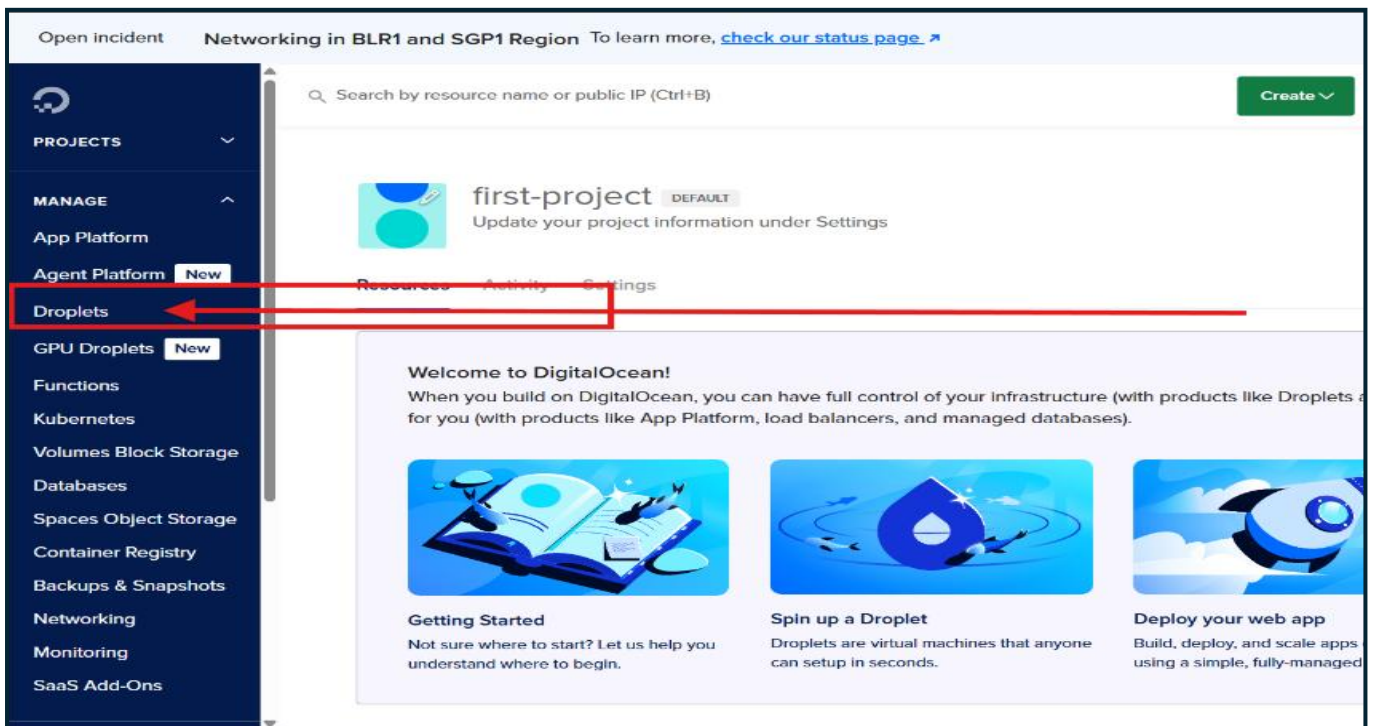 Open incident Networking in BLR1 and SGP1 Region To learn more, check our status page
Search by resource name or public IP (Ctrl+B)
Create
PROJECTS
MANAGE
App Platform
Agent Platform New
Droplets
GPU Droplets New
Functions
Kubernetes
Volumes Block Storage
Databases
Spaces Object Storage
Container Registry
Backups & Snapshots
Networking
Monitoring
SaaS Add-Ons
first-project DEFAULT
Update your project information under Settings
Resources Activity Settings
Welcome to DigitalOcean!
When you build on DigitalOcean, you can have full control of your infrastructure (with products like Droplets
for you (with products like App Platform, load balancers, and managed databases).
Getting Started
Not sure where to start? Let us help you
understand where to begin.
Spin up a Droplet
Droplets are virtual machines that anyone
can setup in seconds.
Deploy your web app
Build, deploy, and scale apps
using a simple, fully-managed